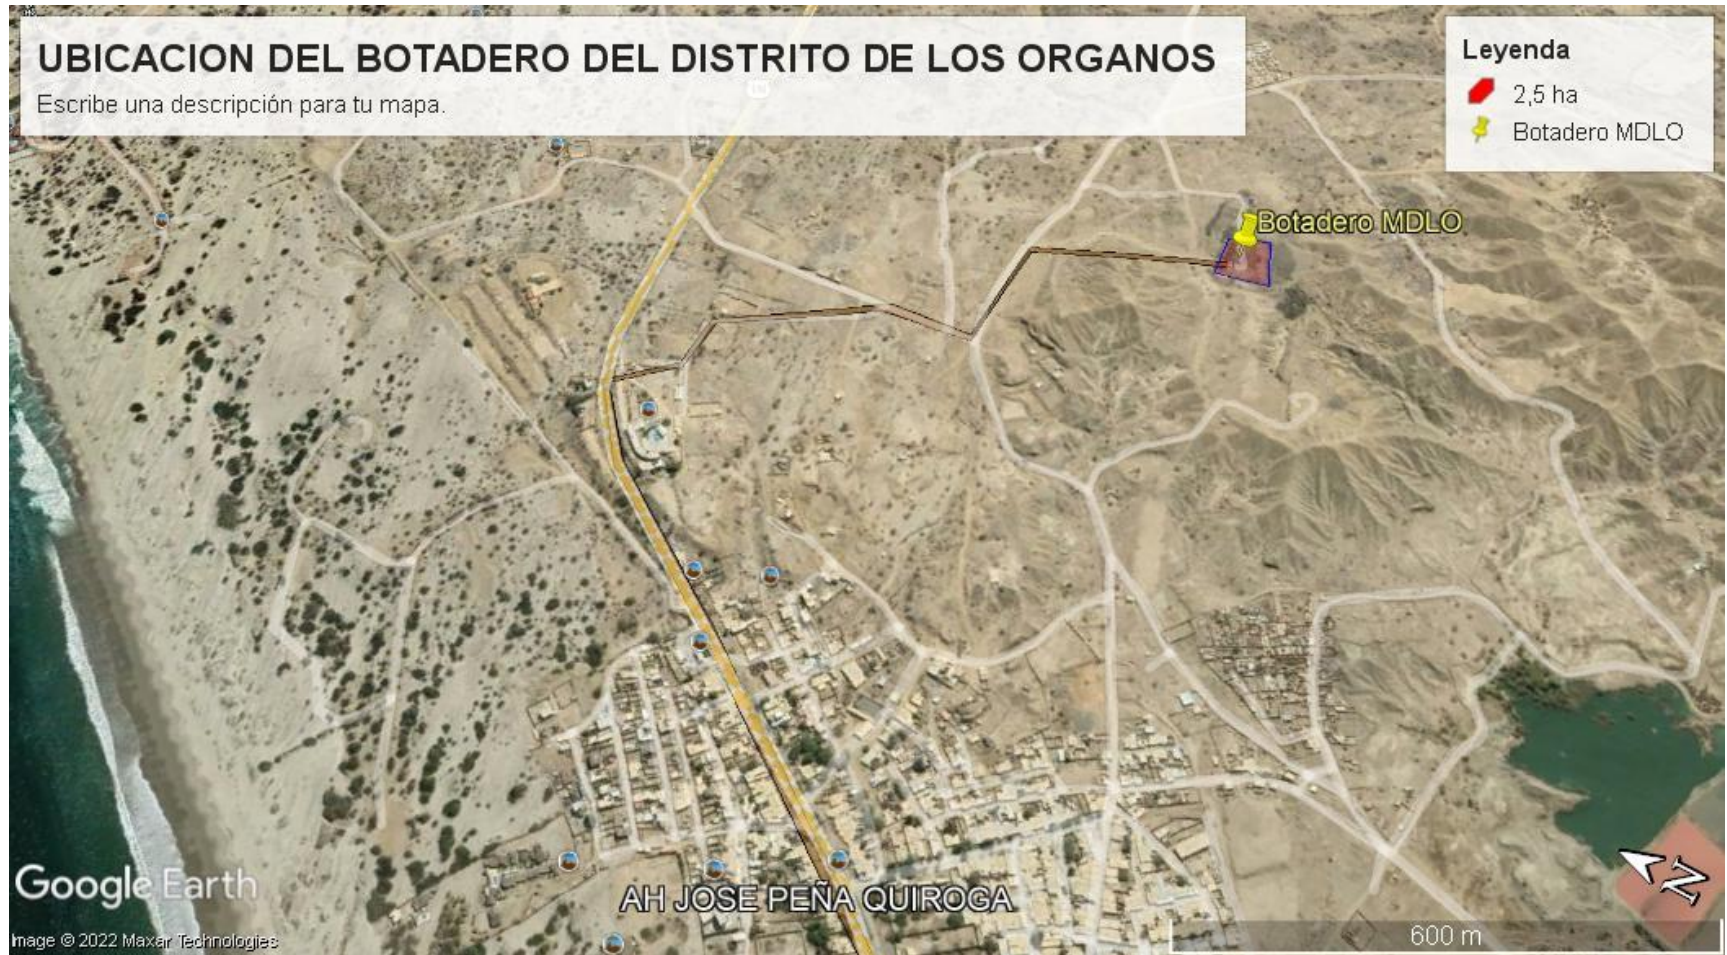 UBICACION DEL BOTADERO DEL DISTRITO DE LOS ORGANOS
Escribe una descripción para tu mapa.
Leyenda
2,5 ha
Botadero MDLO
Botadero MDLO
AH JOSE PEÑA QUIROGA
Google Earth
Image © 2022 Maxar Technologies
N
600 m